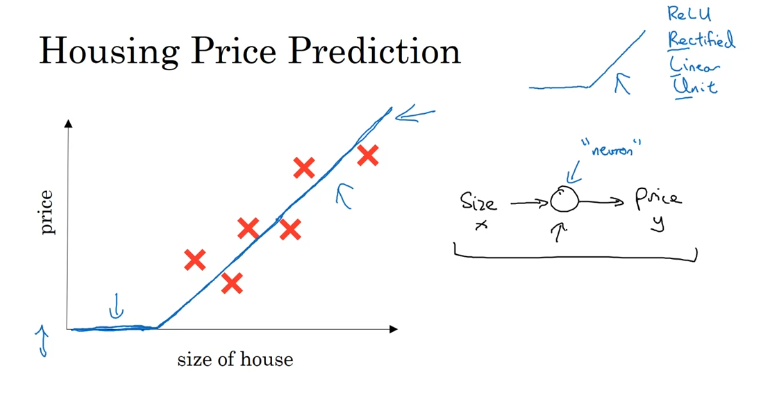 Housing Price Prediction
ReLU
Rectified
Linear
Unit
price
size of house
"neuron"
Size
x
Price
y